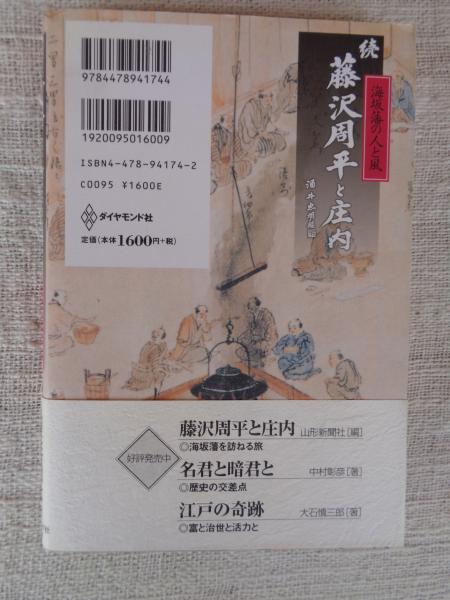 9784478941744
1920095016009
ISBN4-478-94174-2
C0095 ¥1600E
ダイヤモンド社
定価(本体1600円+税)
続 藤沢周平と庄内
海坂藩の人と風
好評発売中
藤沢周平と庄内 山形新聞社[編]
◎海坂藩を訪ねる旅
名君と暗君と 中村彰彦[著]
◎歴史の交差点
江戸の奇跡 大石慎三郎[著]
◎富と治世と活力と